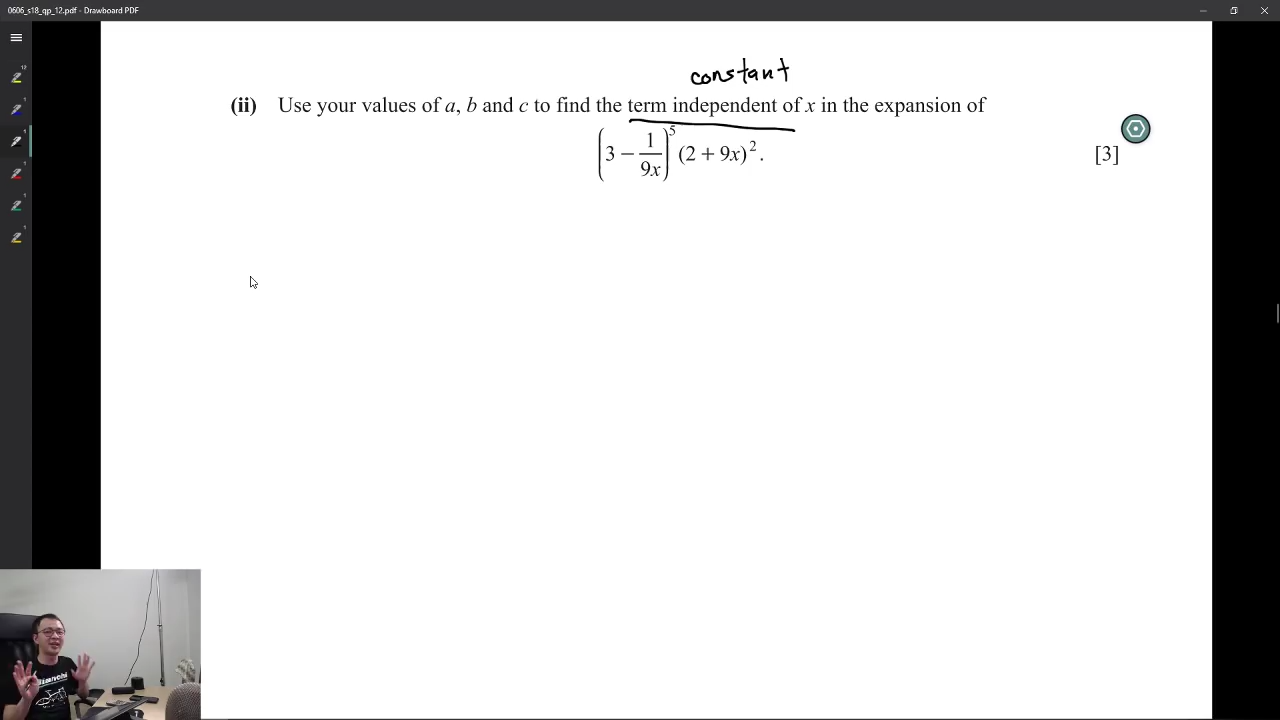 0606_s18_qp_12.pdf - Drawboard PDF
constant
(ii) Use your values of a, b and c to find the term independent of x in the expansion of
(3 − 1/9x)^5 (2 + 9x)^2. [3]